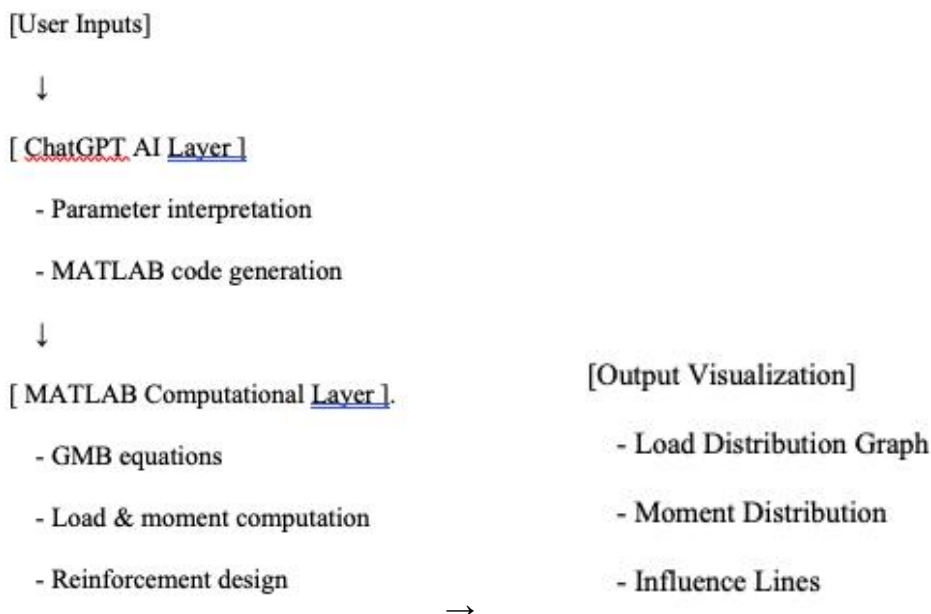 [User Inputs]
↓
[ ChatGPT AI Layer ]
- Parameter interpretation
- MATLAB code generation
↓
[ MATLAB Computational Layer ].
- GMB equations
- Load & moment computation
- Reinforcement design
→
[Output Visualization]
- Load Distribution Graph
- Moment Distribution
- Influence Lines